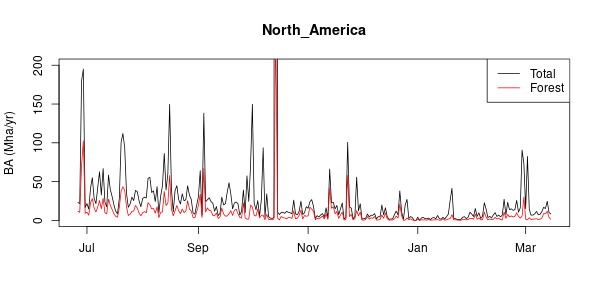 North_America
BA (Mha/yr)
200
150
100
50
0
Total
Forest
Jul Sep Nov Jan Mar